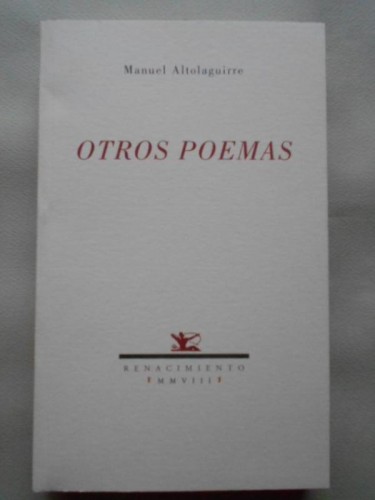 Manuel Altolaguirre
OTROS POEMAS
RENACIMIENTO
MMVIII